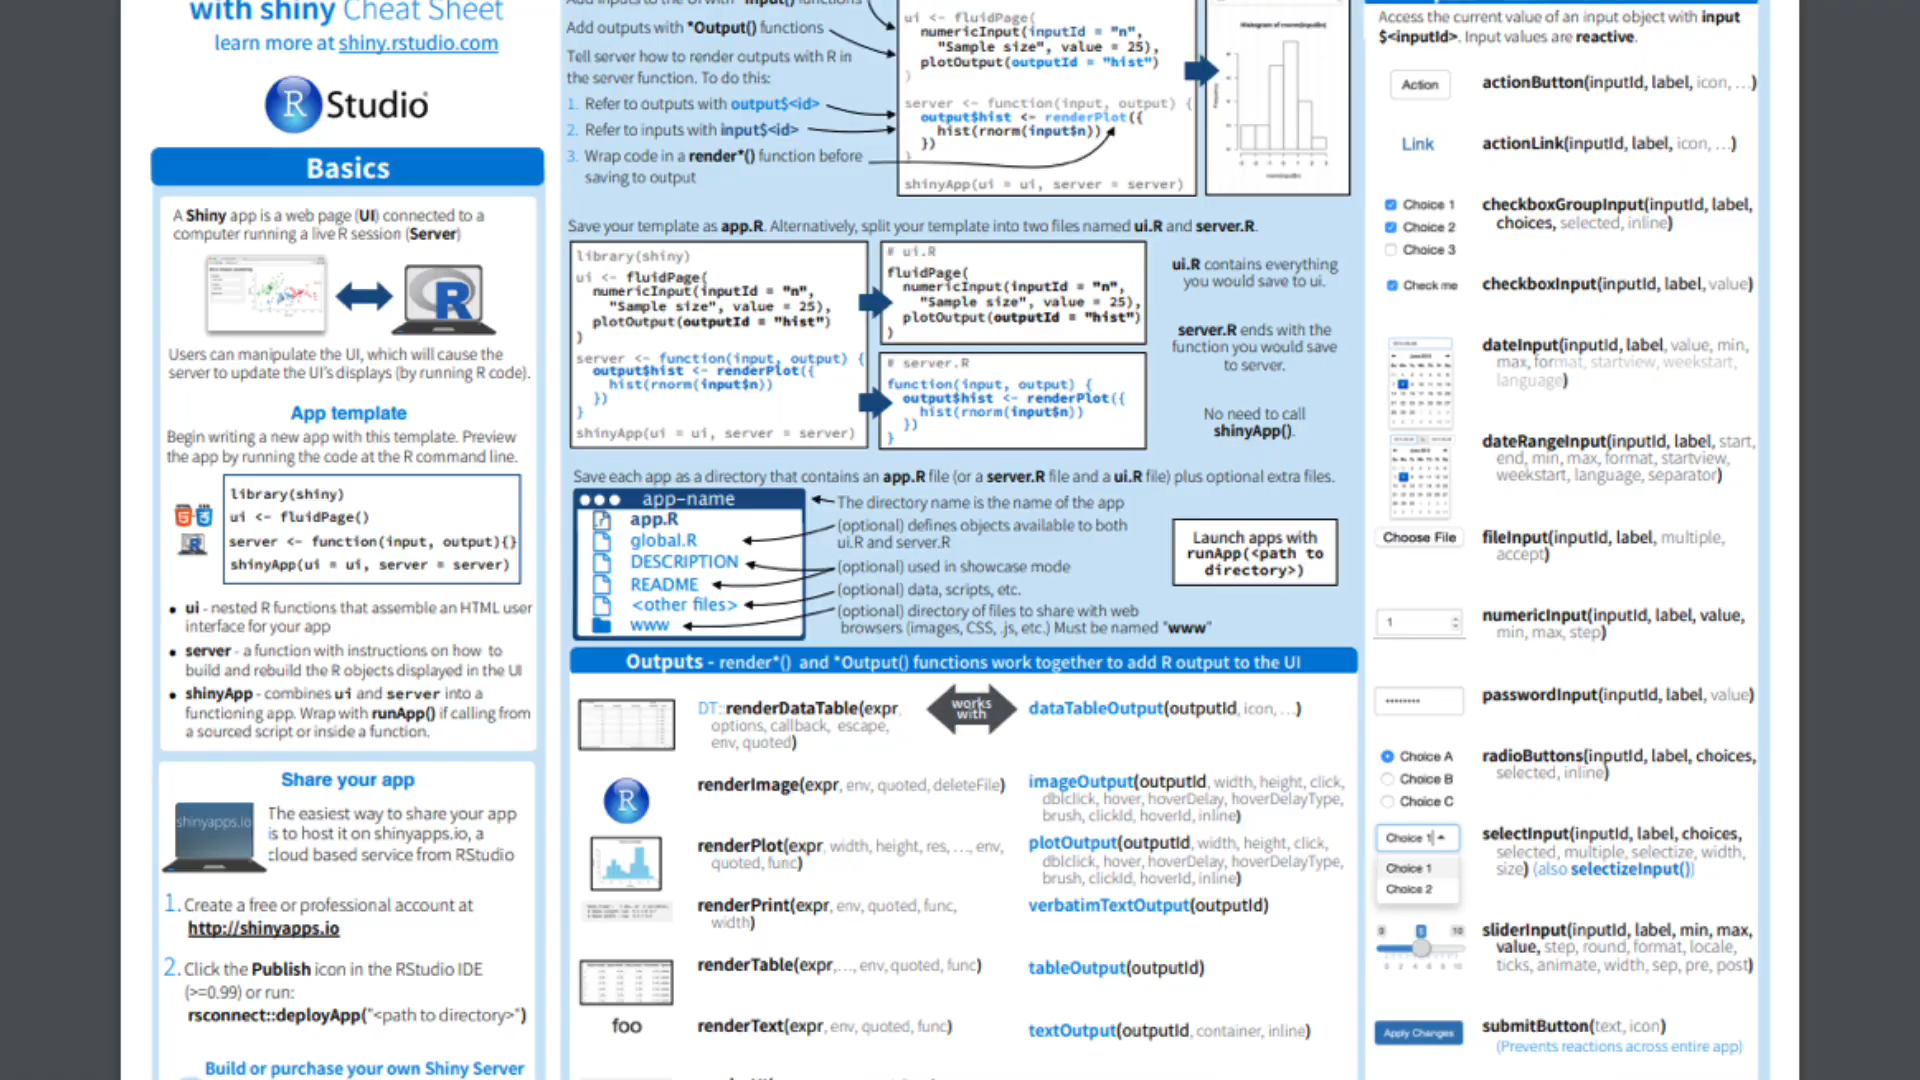 with shiny Cheat Sheet
learn more at shiny.rstudio.com
R Studio
Basics
A Shiny app is a web page (UI) connected to a
computer running a live R session (Server)
Users can manipulate the UI, which will cause the
server to update the UI's displays (by running R code).
App template
Begin writing a new app with this template. Preview
the app by running the code at the R command line.
library(shiny)
ui <- fluidPage()
server <- function(input, output){}
shinyApp(ui = ui, server = server)
• ui - nested R functions that assemble an HTML user
interface for your app
• server - a function with instructions on how to
build and rebuild the R objects displayed in the UI
• shinyApp - combines ui and server into a
functioning app. Wrap with runApp() if calling from
a sourced script or inside a function.
Share your app
shinyapps.io
The easiest way to share your app
is to host it on shinyapps.io, a
cloud based service from RStudio
1. Create a free or professional account at
http://shinyapps.io
2. Click the Publish icon in the RStudio IDE
(>=0.99) or run:
rsconnect::deployApp("<path to directory>")
Build or purchase your own Shiny Server
Add inputs to the UI with *Input() functions
Add outputs with *Output() functions
Tell server how to render outputs with R in
the server function. To do this:
1. Refer to outputs with output$<id>
2. Refer to inputs with input$<id>
3. Wrap code in a render*() function before
saving to output
ui <- fluidPage(
numericInput(inputId = "n",
"Sample size", value = 25),
plotOutput(outputId = "hist")
)
server <- function(input, output) {
output$hist <- renderPlot({
hist(rnorm(input$n))
})
}
shinyApp(ui = ui, server = server)
Histogram of rnorm(input$n)
Save your template as app.R. Alternatively, split your template into two files named ui.R and server.R.
library(shiny)
ui <- fluidPage(
numericInput(inputId = "n",
"Sample size", value = 25),
plotOutput(outputId = "hist")
)
server <- function(input, output) {
output$hist <- renderPlot({
hist(rnorm(input$n))
})
}
shinyApp(ui = ui, server = server)
# ui.R
fluidPage(
numericInput(inputId = "n",
"Sample size", value = 25),
plotOutput(outputId = "hist")
)
# server.R
function(input, output) {
output$hist <- renderPlot({
hist(rnorm(input$n))
})
}
ui.R contains everything
you would save to ui.
server.R ends with the
function you would save
to server.
No need to call
shinyApp().
Save each app as a directory that contains an app.R file (or a server.R file and a ui.R file) plus optional extra files.
app-name
app.R
global.R
DESCRIPTION
README
<other files>
www
The directory name is the name of the app
(optional) defines objects available to both
ui.R and server.R
(optional) used in showcase mode
(optional) data, scripts, etc.
(optional) directory of files to share with web
browsers (images, CSS, .js, etc.) Must be named "www"
Launch apps with
runApp(<path to
directory>)
Outputs - render*() and *Output() functions work together to add R output to the UI
works
with
DT::renderDataTable(expr,
options, callback, escape,
env, quoted)
dataTableOutput(outputId, icon, …)
renderImage(expr, env, quoted, deleteFile)
imageOutput(outputId, width, height, click,
dblclick, hover, hoverDelay, hoverDelayType,
brush, clickId, hoverId, inline)
renderPlot(expr, width, height, res, …, env,
quoted, func)
plotOutput(outputId, width, height, click,
dblclick, hover, hoverDelay, hoverDelayType,
brush, clickId, hoverId, inline)
renderPrint(expr, env, quoted, func,
width)
verbatimTextOutput(outputId)
renderTable(expr,…, env, quoted, func)
tableOutput(outputId)
foo
renderText(expr, env, quoted, func)
textOutput(outputId, container, inline)
Access the current value of an input object with input
$<inputId>. Input values are reactive.
Action
actionButton(inputId, label, icon, …)
Link
actionLink(inputId, label, icon, …)
Choice 1
Choice 2
Choice 3
checkboxGroupInput(inputId, label,
choices, selected, inline)
Check me
checkboxInput(inputId, label, value)
dateInput(inputId, label, value, min,
max, format, startview, weekstart,
language)
dateRangeInput(inputId, label, start,
end, min, max, format, startview,
weekstart, language, separator)
Choose File
fileInput(inputId, label, multiple,
accept)
1
numericInput(inputId, label, value,
min, max, step)
passwordInput(inputId, label, value)
Choice A
Choice B
Choice C
radioButtons(inputId, label, choices,
selected, inline)
Choice 1
Choice 1
Choice 2
selectInput(inputId, label, choices,
selected, multiple, selectize, width,
size) (also selectizeInput())
0 5 10
0 2 4 6 8 10
sliderInput(inputId, label, min, max,
value, step, round, format, locale,
ticks, animate, width, sep, pre, post)
Apply Changes
submitButton(text, icon)
(Prevents reactions across entire app)